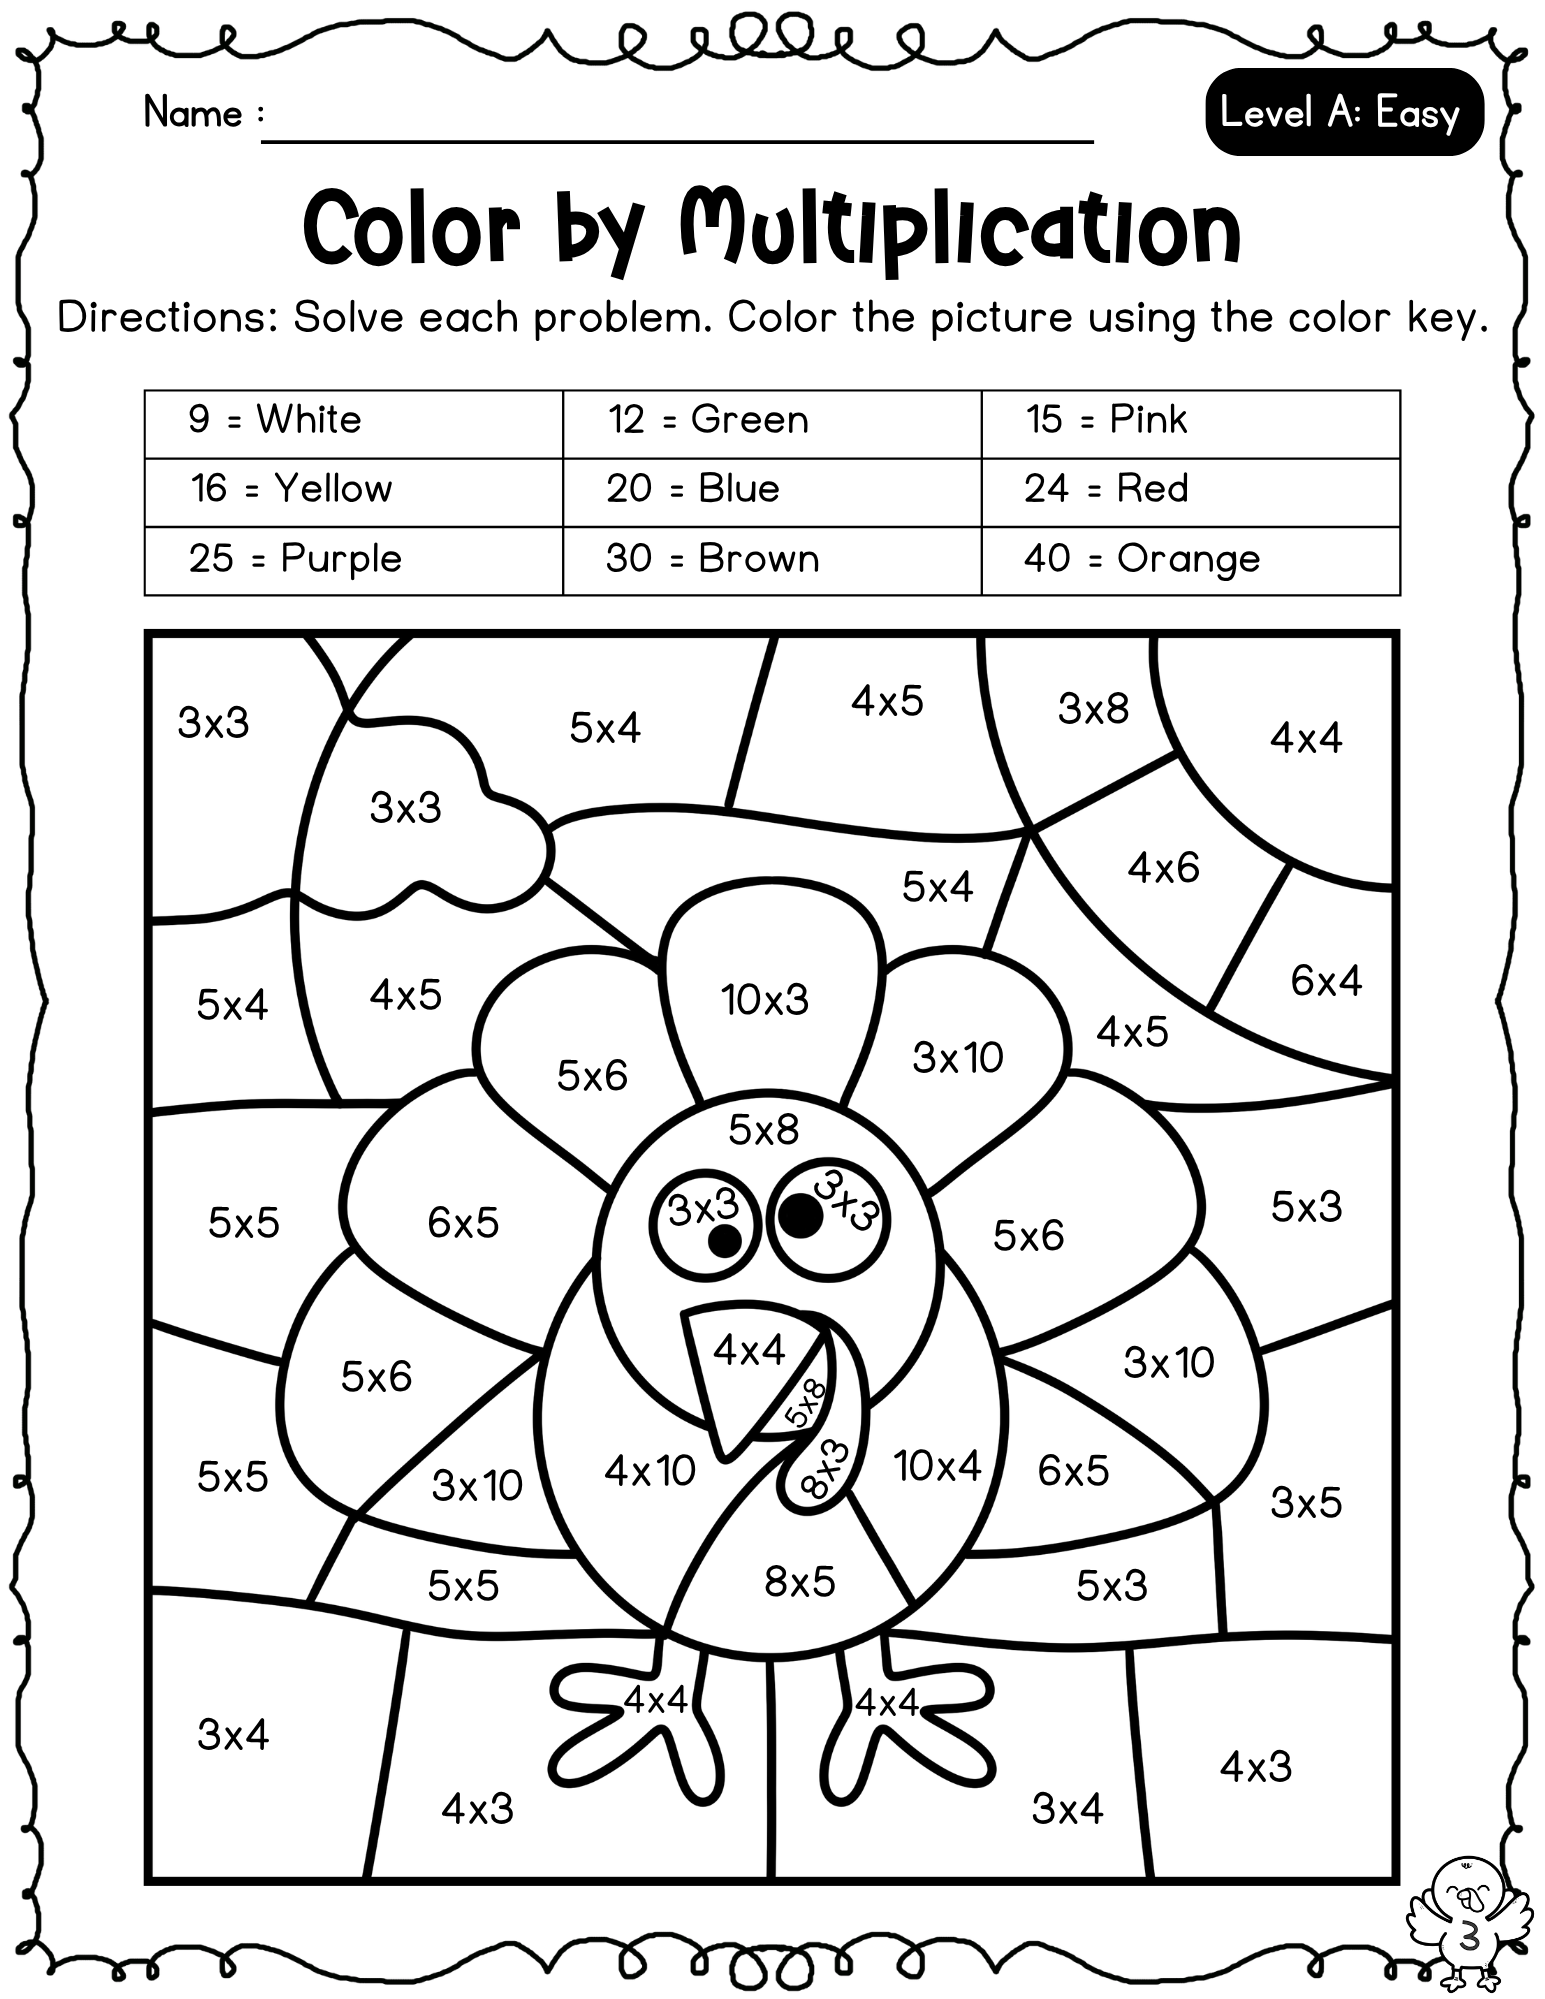 Name :
Level A: Easy
Color by Multiplication
Directions: Solve each problem. Color the picture using the color key.
9 = White
12 = Green
15 = Pink
16 = Yellow
20 = Blue
24 = Red
25 = Purple
30 = Brown
40 = Orange
3x3
5x4
4x5
3x8
4x4
3x3
5x4
4x6
5x4
4x5
10x3
6x4
5x6
3x10
4x5
5x8
3x3
3x3
5x5
6x5
5x6
5x3
5x6
4x4
3x10
5x8
5x5
3x10
4x10
8x3
10x4
6x5
3x5
5x5
8x5
5x3
4x4
4x4
3x4
4x3
4x3
3x4
3